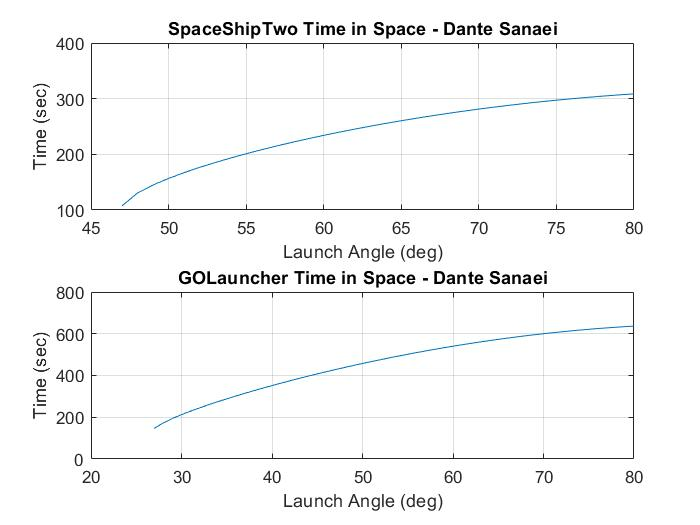 SpaceShipTwo Time in Space - Dante Sanaei
400
300
200
100
Time (sec)
45 50 55 60 65 70 75 80
Launch Angle (deg)
GOLauncher Time in Space - Dante Sanaei
800
600
400
200
0
Time (sec)
20 30 40 50 60 70 80
Launch Angle (deg)